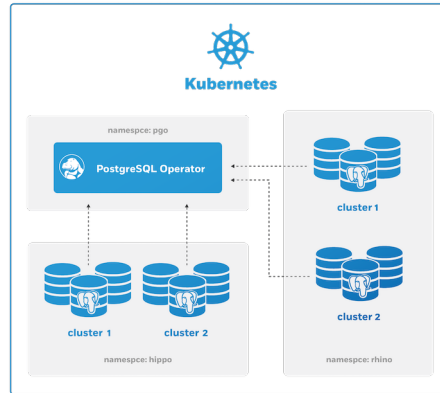 Kubernetes
namespce: pgo
PostgreSQL Operator
cluster 1
cluster 2
namespce: rhino
cluster 1
cluster 2
namespce: hippo